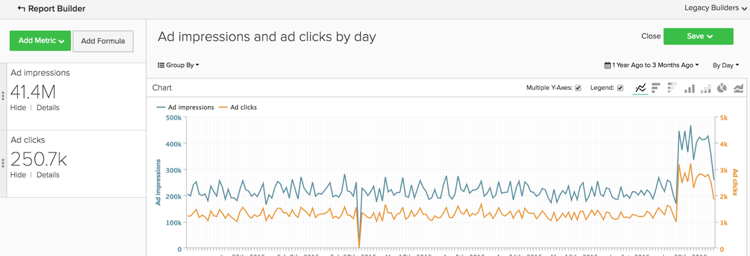 Report Builder
Legacy Builders
Add Metric
Add Formula
Ad impressions and ad clicks by day
Close
Save
Group By
1 Year Ago to 3 Months Ago
By Day
Ad impressions
41.4M
Hide | Details
Ad clicks
250.7k
Hide | Details
Chart
Multiple Y-Axes:
Legend:
Ad impressions
Ad clicks
500k
400k
300k
200k
100k
0
Ad impressions
5k
4k
3k
2k
1k
0
Ad clicks